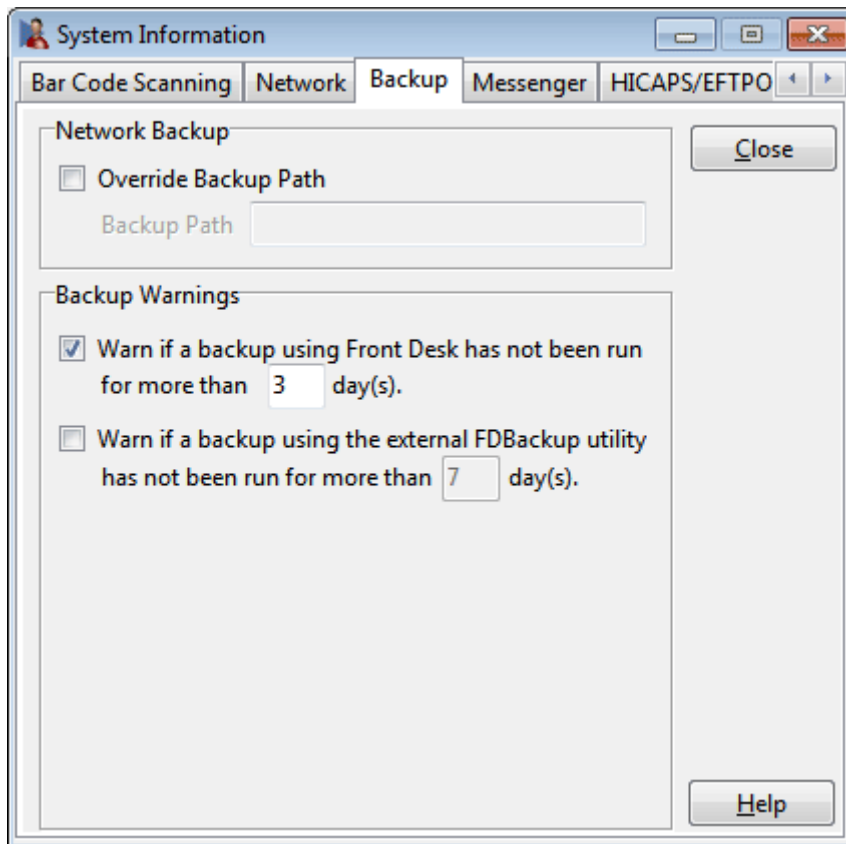 System Information
Bar Code Scanning Network Backup Messenger HICAPS/EFTPO
Network Backup
Close
Override Backup Path
Backup Path
Backup Warnings
Warn if a backup using Front Desk has not been run
for more than 3 day(s).
Warn if a backup using the external FDBackup utility
has not been run for more than 7 day(s).
Help